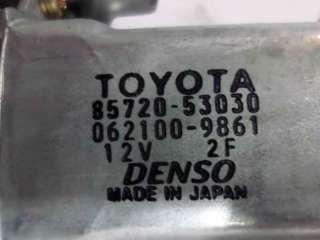 TOYOTA
85720-53030
062100-9861
12V 2F
DENSO
MADE IN JAPAN